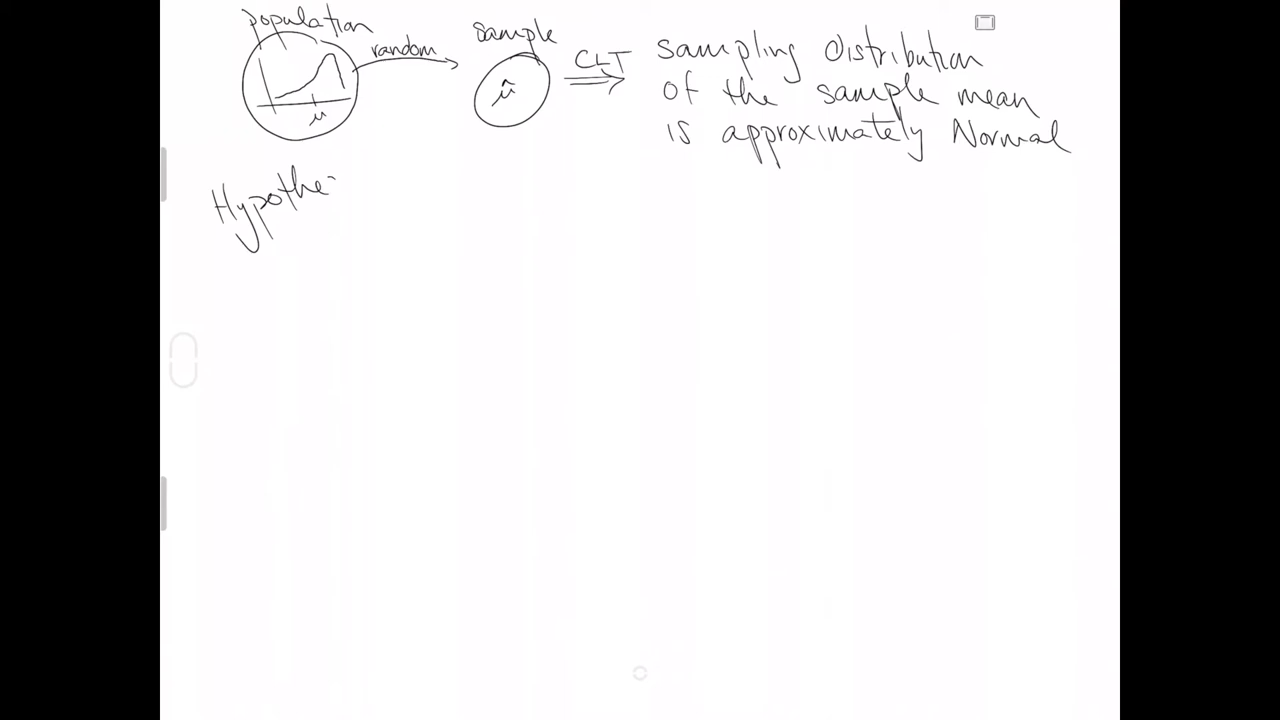 population
μ
random
sample
μ̂
CLT
sampling distribution
of the sample mean
is approximately Normal
Hypothe